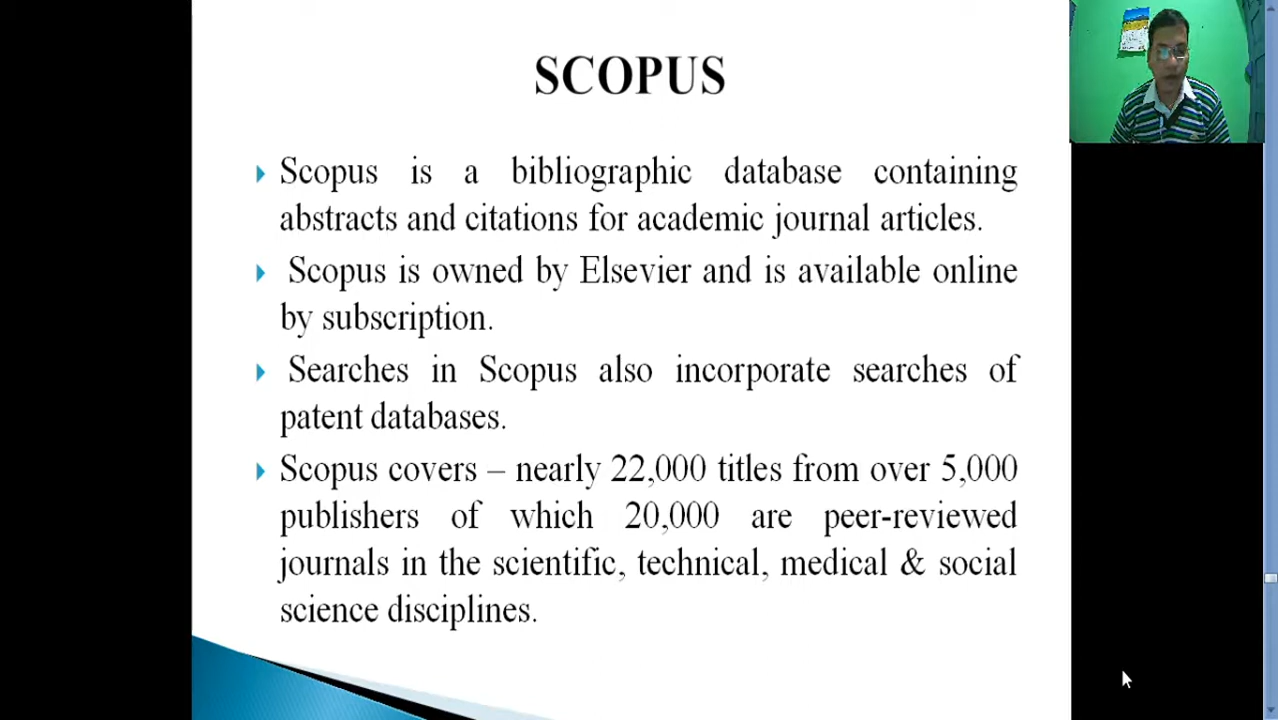 SCOPUS
Scopus is a bibliographic database containing
abstracts and citations for academic journal articles.
Scopus is owned by Elsevier and is available online
by subscription.
Searches in Scopus also incorporate searches of
patent databases.
Scopus covers – nearly 22,000 titles from over 5,000
publishers of which 20,000 are peer-reviewed
journals in the scientific, technical, medical & social
science disciplines.